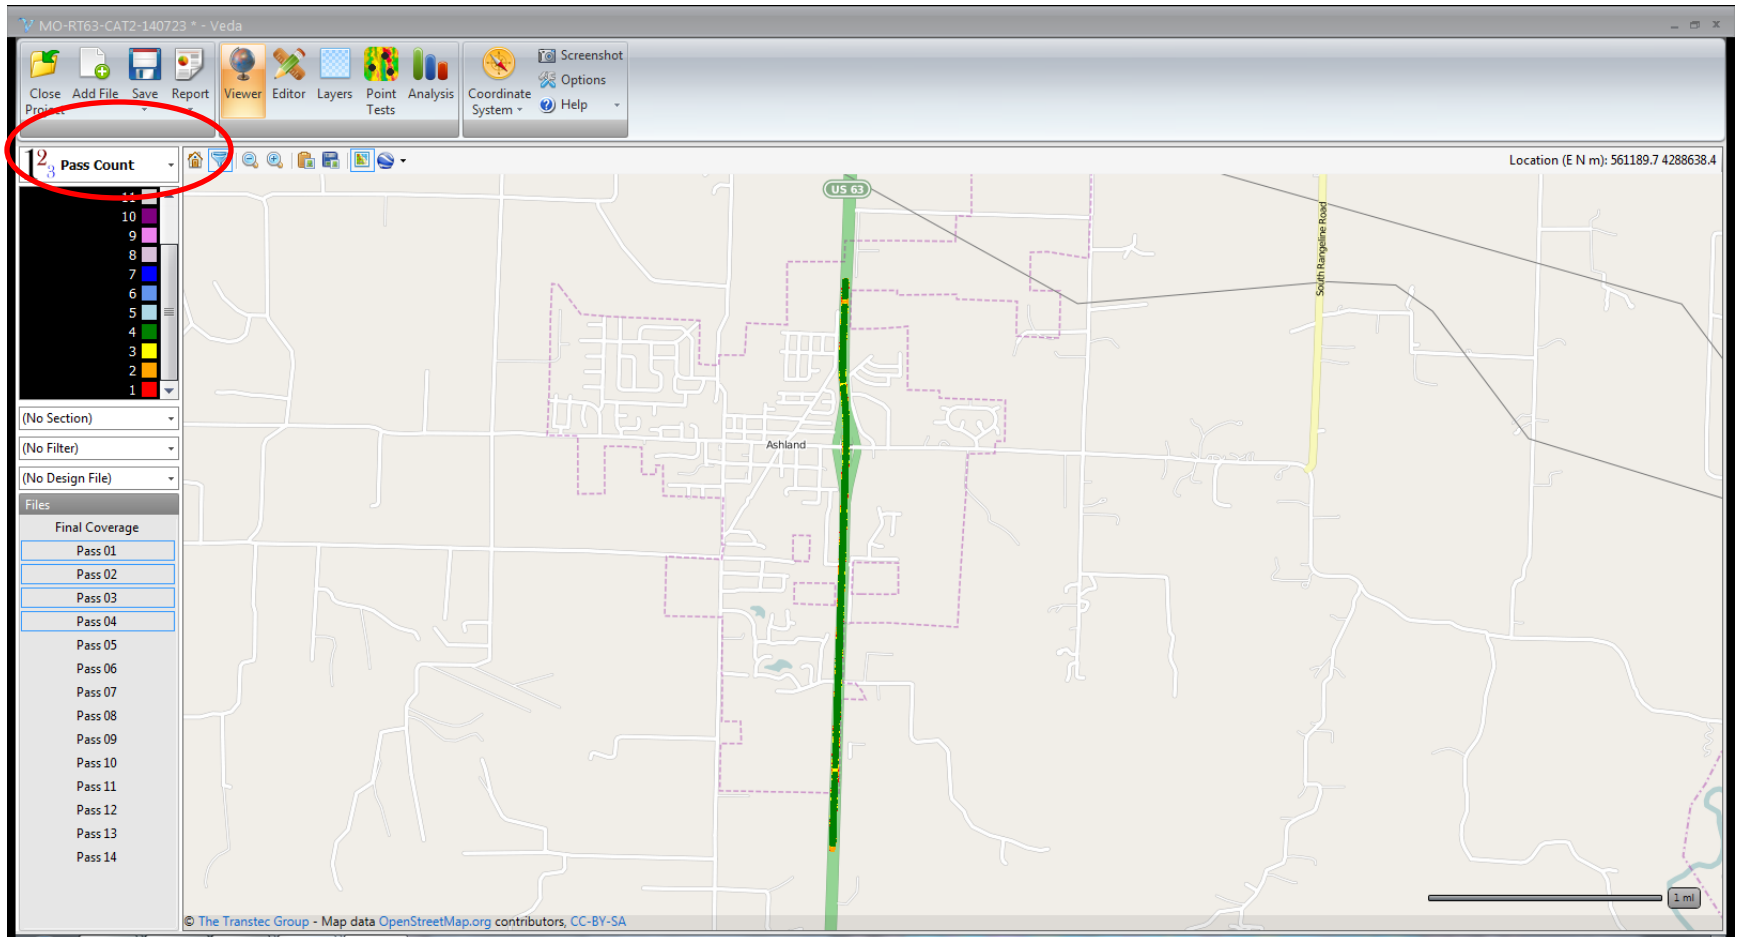 MO-RT63-CAT2-140723 * - Veda
Close Project
Add File
Save
Report
Viewer
Editor
Layers
Point Tests
Analysis
Coordinate System
Screenshot
Options
Help
123 Pass Count
Location (E N m): 561189.7 4288638.4
11
10
9
8
7
6
5
4
3
2
1
(No Section)
(No Filter)
(No Design File)
Files
Final Coverage
Pass 01
Pass 02
Pass 03
Pass 04
Pass 05
Pass 06
Pass 07
Pass 08
Pass 09
Pass 10
Pass 11
Pass 12
Pass 13
Pass 14
US 63
South Rangeline Road
Ashland
1 mi
© The Transtec Group - Map data OpenStreetMap.org contributors, CC-BY-SA